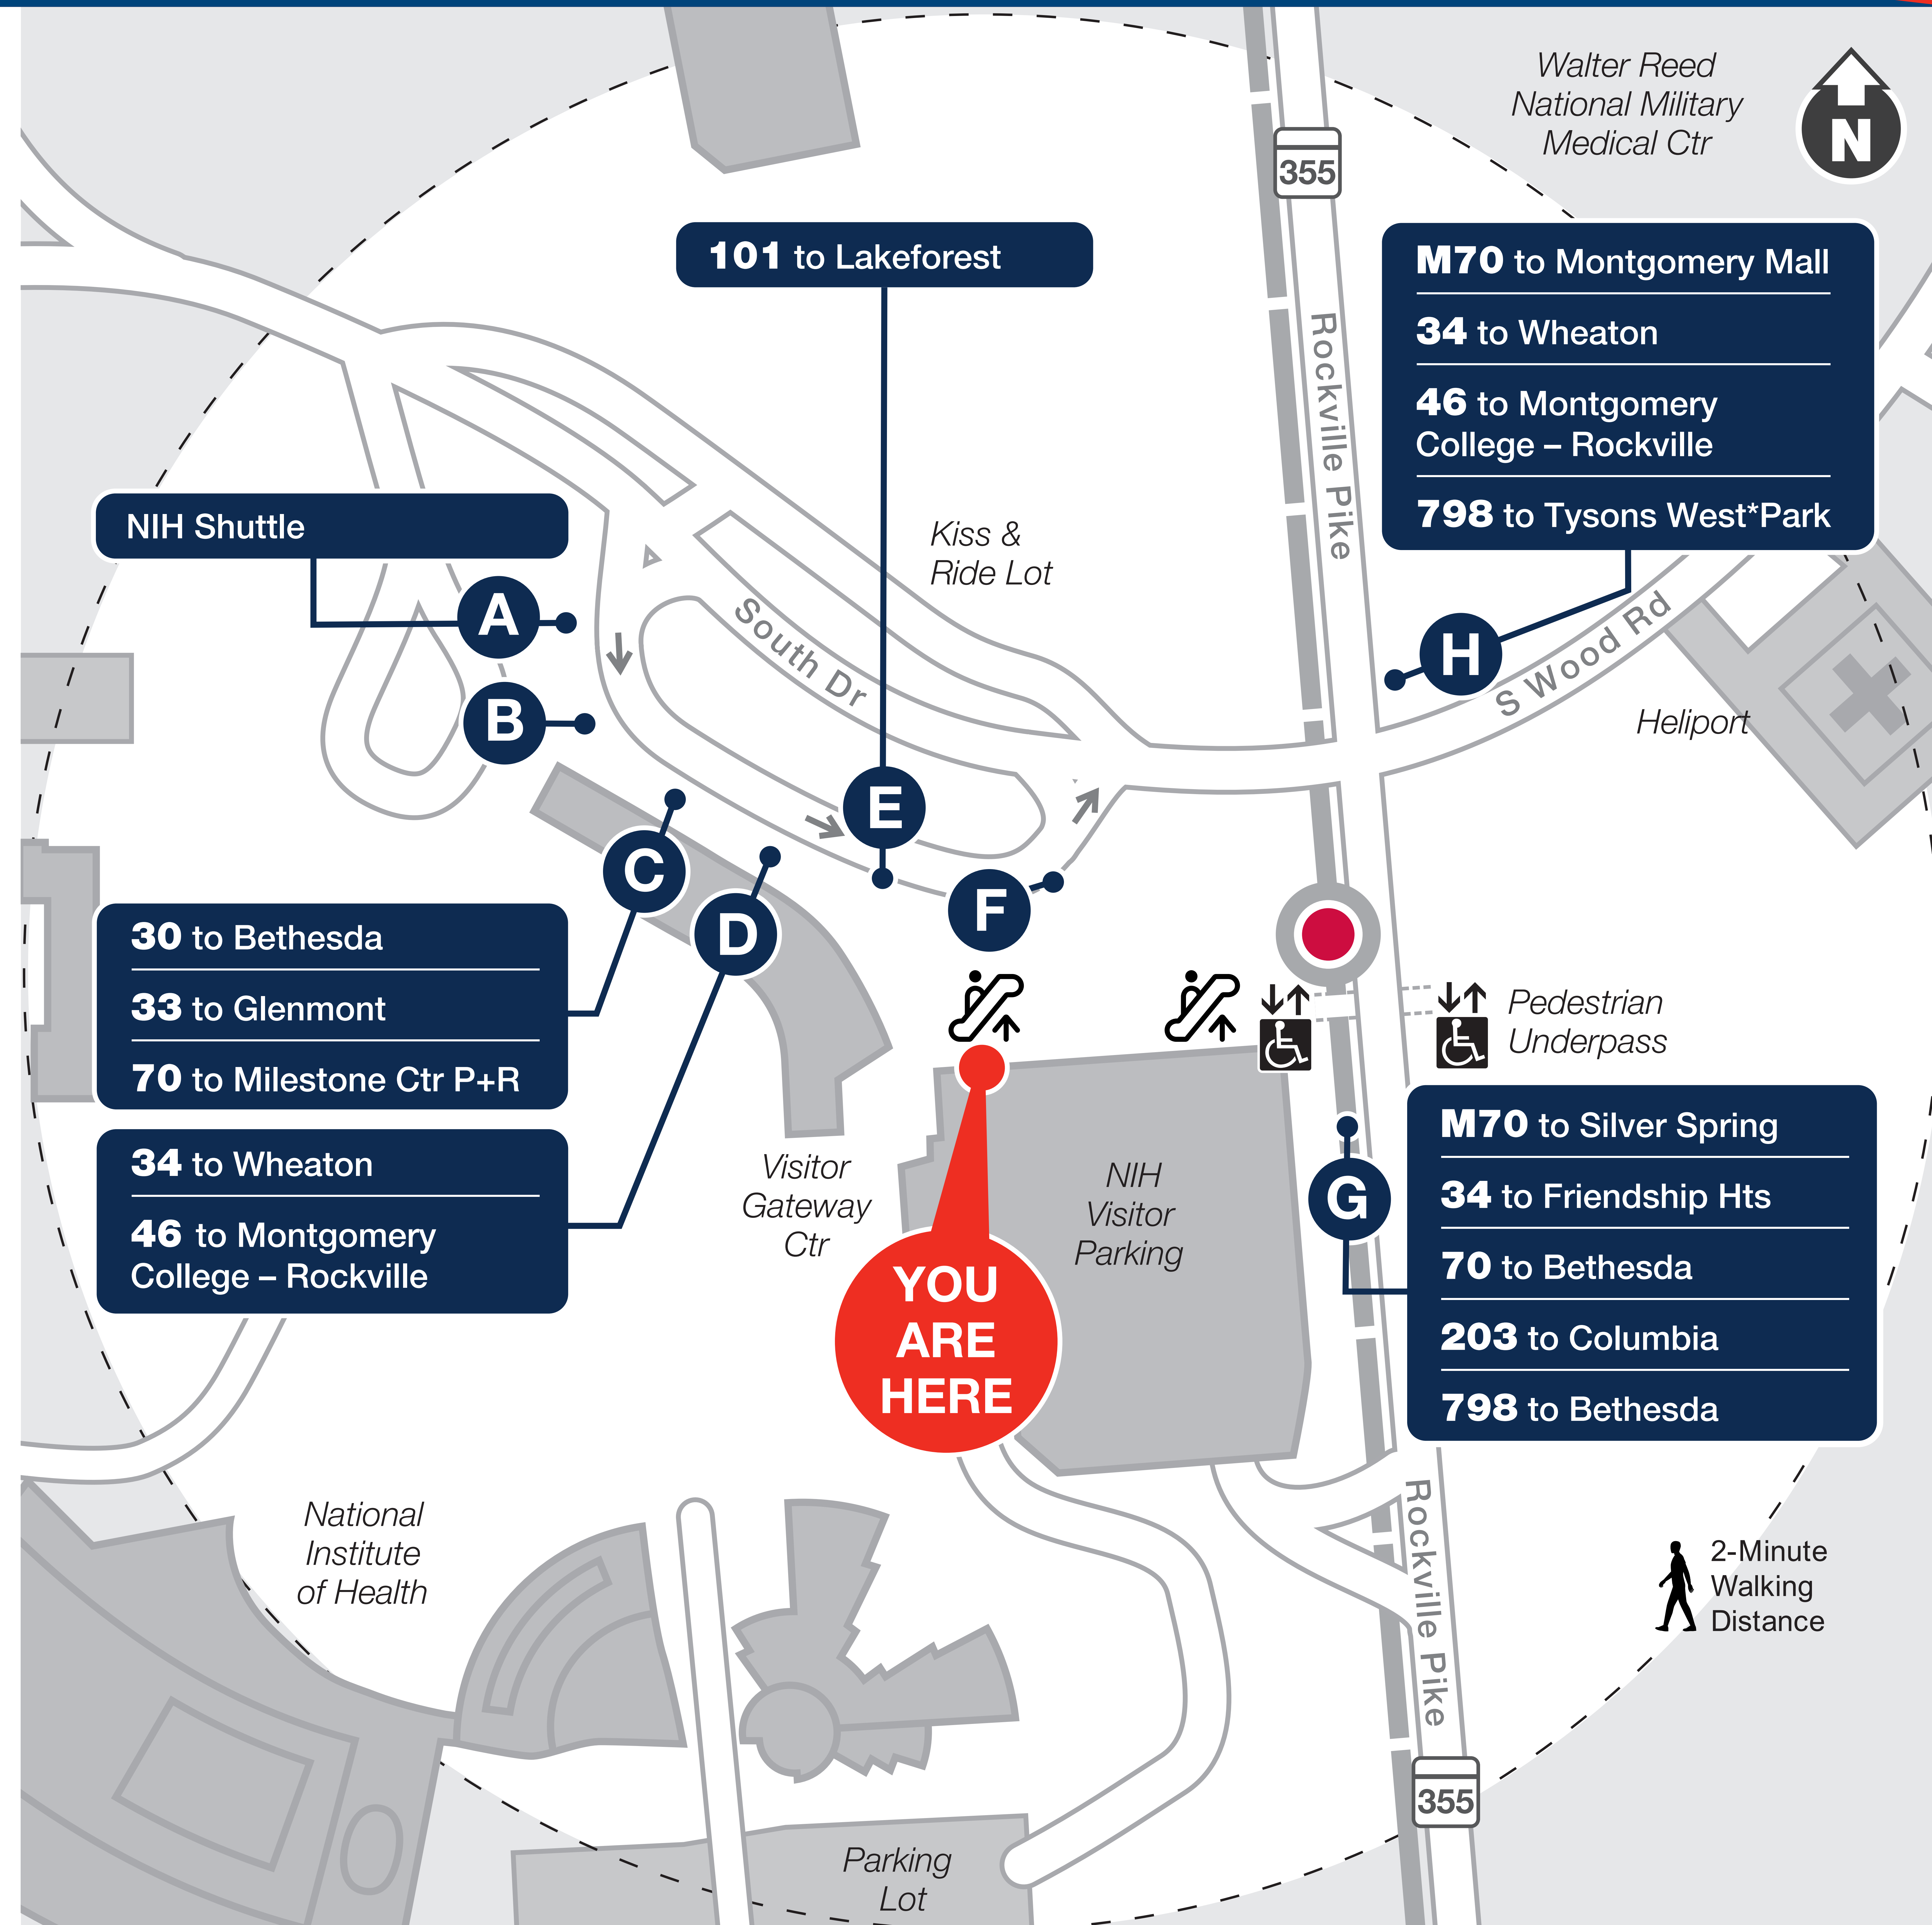 Walter Reed
National Military
Medical Ctr
N
355
101 to Lakeforest
M70 to Montgomery Mall
34 to Wheaton
46 to Montgomery
College – Rockville
798 to Tysons West*Park
Rockville Pike
NIH Shuttle
Kiss &
Ride Lot
A
B
South Dr
H
S Wood Rd
Heliport
E
C
D
F
30 to Bethesda
33 to Glenmont
70 to Milestone Ctr P+R
34 to Wheaton
46 to Montgomery
College – Rockville
Pedestrian
Underpass
Visitor
Gateway
Ctr
NIH
Visitor
Parking
G
M70 to Silver Spring
34 to Friendship Hts
70 to Bethesda
203 to Columbia
798 to Bethesda
YOU
ARE
HERE
National
Institute
of Health
Rockville Pike
2-Minute
Walking
Distance
355
Parking
Lot